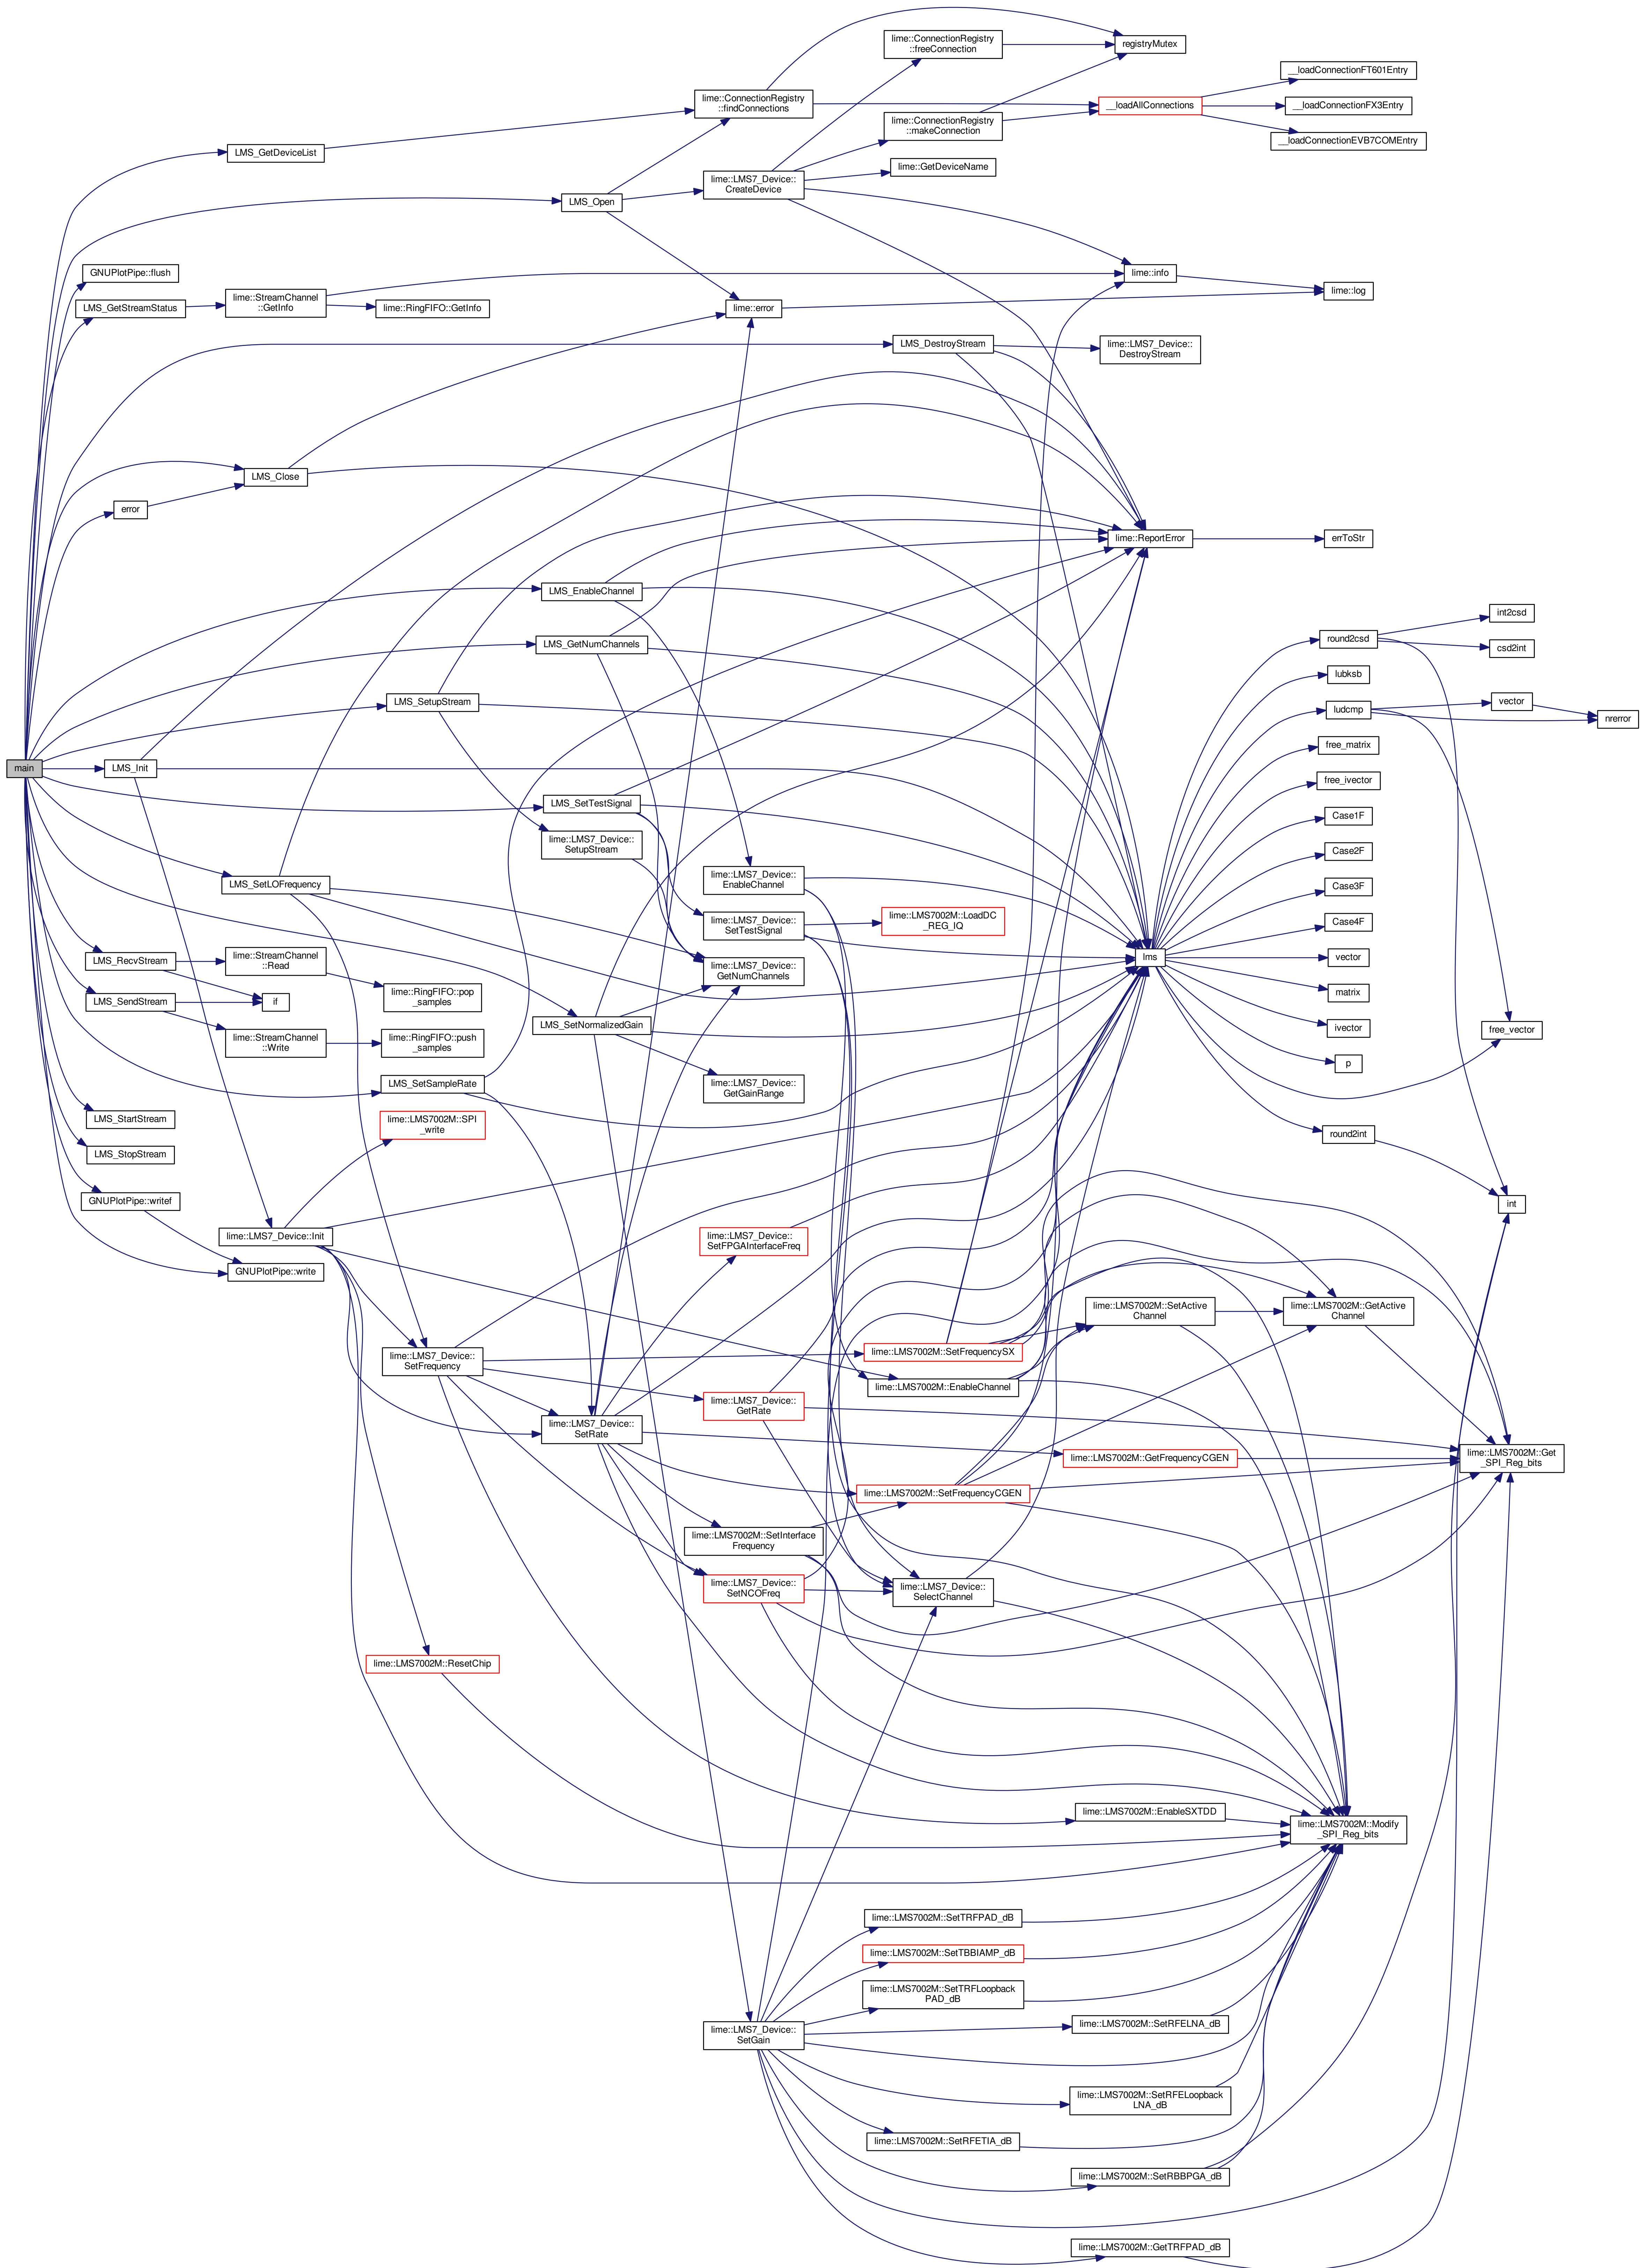 lime::ConnectionRegistry
::freeConnection
registryMutex
__loadConnectionFT601Entry
lime::ConnectionRegistry
::findConnections
__loadAllConnections
__loadConnectionFX3Entry
lime::ConnectionRegistry
::makeConnection
__loadConnectionEVB7COMEntry
LMS_GetDeviceList
lime::GetDeviceName
lime::LMS7_Device::
CreateDevice
LMS_Open
GNUPlotPipe::flush
lime::info
lime::log
LMS_GetStreamStatus
lime::StreamChannel
::GetInfo
lime::RingFIFO::GetInfo
lime::error
LMS_DestroyStream
lime::LMS7_Device::
DestroyStream
LMS_Close
error
lime::ReportError
errToStr
LMS_EnableChannel
int2csd
round2csd
csd2int
LMS_GetNumChannels
lubksb
LMS_SetupStream
ludcmp
vector
nrerror
free_matrix
main
LMS_Init
free_ivector
LMS_SetTestSignal
Case1F
lime::LMS7_Device::
SetupStream
Case2F
lime::LMS7_Device::
EnableChannel
LMS_SetLOFrequency
Case3F
lime::LMS7_Device::
SetTestSignal
lime::LMS7002M::LoadDC
_REG_IQ
Case4F
LMS_RecvStream
lime::StreamChannel
::Read
lime::LMS7_Device::
GetNumChannels
lms
vector
LMS_SendStream
if
lime::RingFIFO::pop
_samples
matrix
LMS_SetNormalizedGain
ivector
free_vector
lime::StreamChannel
::Write
lime::RingFIFO::push
_samples
p
LMS_SetSampleRate
lime::LMS7_Device::
GetGainRange
LMS_StartStream
lime::LMS7002M::SPI
_write
round2int
LMS_StopStream
GNUPlotPipe::writef
int
lime::LMS7_Device::Init
lime::LMS7_Device::
SetFPGAInterfaceFreq
GNUPlotPipe::write
lime::LMS7002M::SetActive
Channel
lime::LMS7002M::GetActive
Channel
lime::LMS7_Device::
SetFrequency
lime::LMS7002M::SetFrequencySX
lime::LMS7002M::EnableChannel
lime::LMS7_Device::
GetRate
lime::LMS7_Device::
SetRate
lime::LMS7002M::GetFrequencyCGEN
lime::LMS7002M::Get
_SPI_Reg_bits
lime::LMS7002M::SetFrequencyCGEN
lime::LMS7002M::SetInterface
Frequency
lime::LMS7_Device::
SetNCOFreq
lime::LMS7_Device::
SelectChannel
lime::LMS7002M::ResetChip
lime::LMS7002M::EnableSXTDD
lime::LMS7002M::Modify
_SPI_Reg_bits
lime::LMS7002M::SetTRFPAD_dB
lime::LMS7002M::SetTBBIAMP_dB
lime::LMS7002M::SetTRFLoopback
PAD_dB
lime::LMS7002M::SetRFELNA_dB
lime::LMS7_Device::
SetGain
lime::LMS7002M::SetRFELoopback
LNA_dB
lime::LMS7002M::SetRFETIA_dB
lime::LMS7002M::SetRBBPGA_dB
lime::LMS7002M::GetTRFPAD_dB